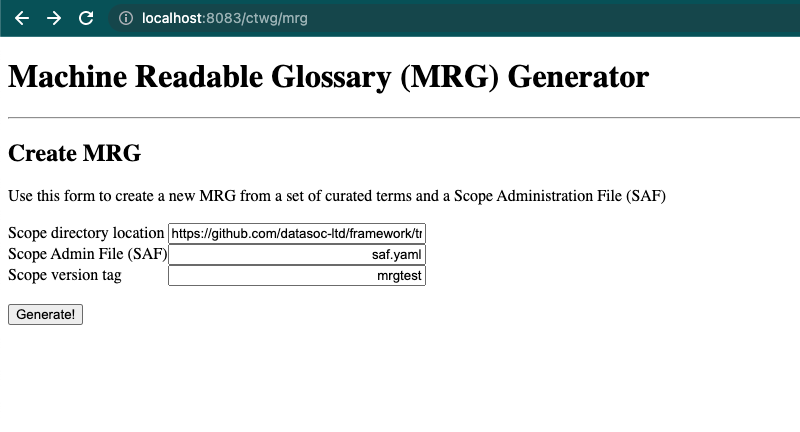 localhost:8083/ctwg/mrg
Machine Readable Glossary (MRG) Generator
Create MRG
Use this form to create a new MRG from a set of curated terms and a Scope Administration File (SAF)
Scope directory location https://github.com/datasoc-ltd/framework/tr
Scope Admin File (SAF) saf.yaml
Scope version tag mrgtest
Generate!